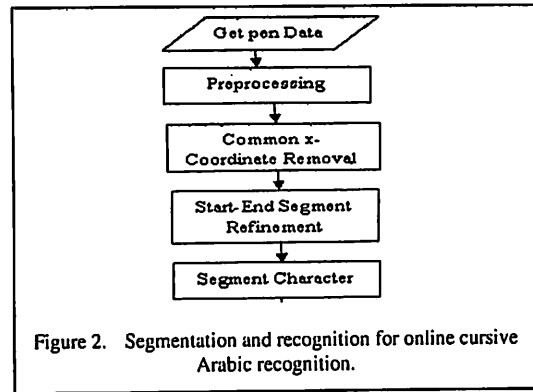 Get pen Data
Preprocessing
Common x-
Coordinate Removal
Start-End Segment
Refinement
Segment Character
Figure 2. Segmentation and recognition for online cursive
Arabic recognition.